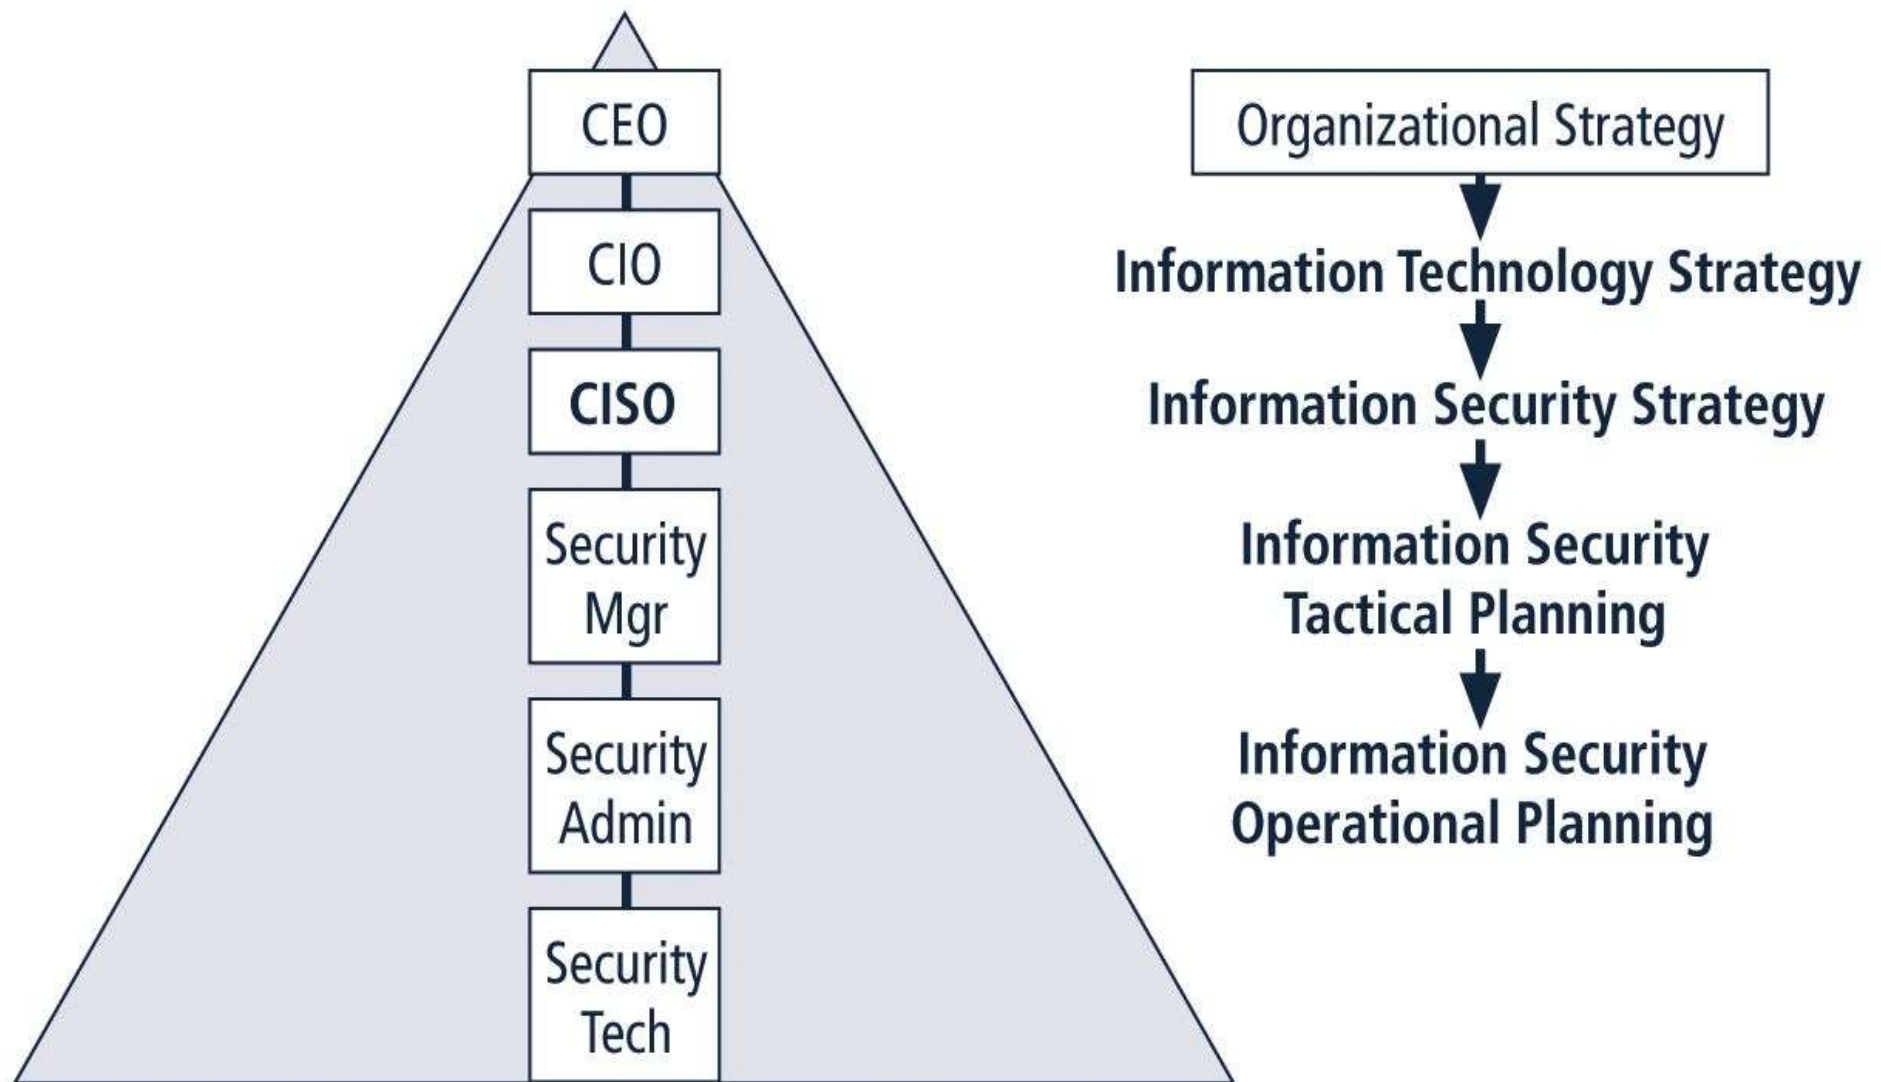 CEO
CIO
CISO
Security
Mgr
Security
Admin
Security
Tech
Organizational Strategy
Information Technology Strategy
Information Security Strategy
Information Security
Tactical Planning
Information Security
Operational Planning